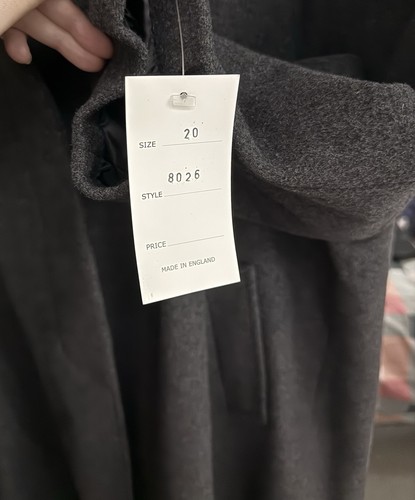 SIZE 20
STYLE 8026
PRICE
MADE IN ENGLAND